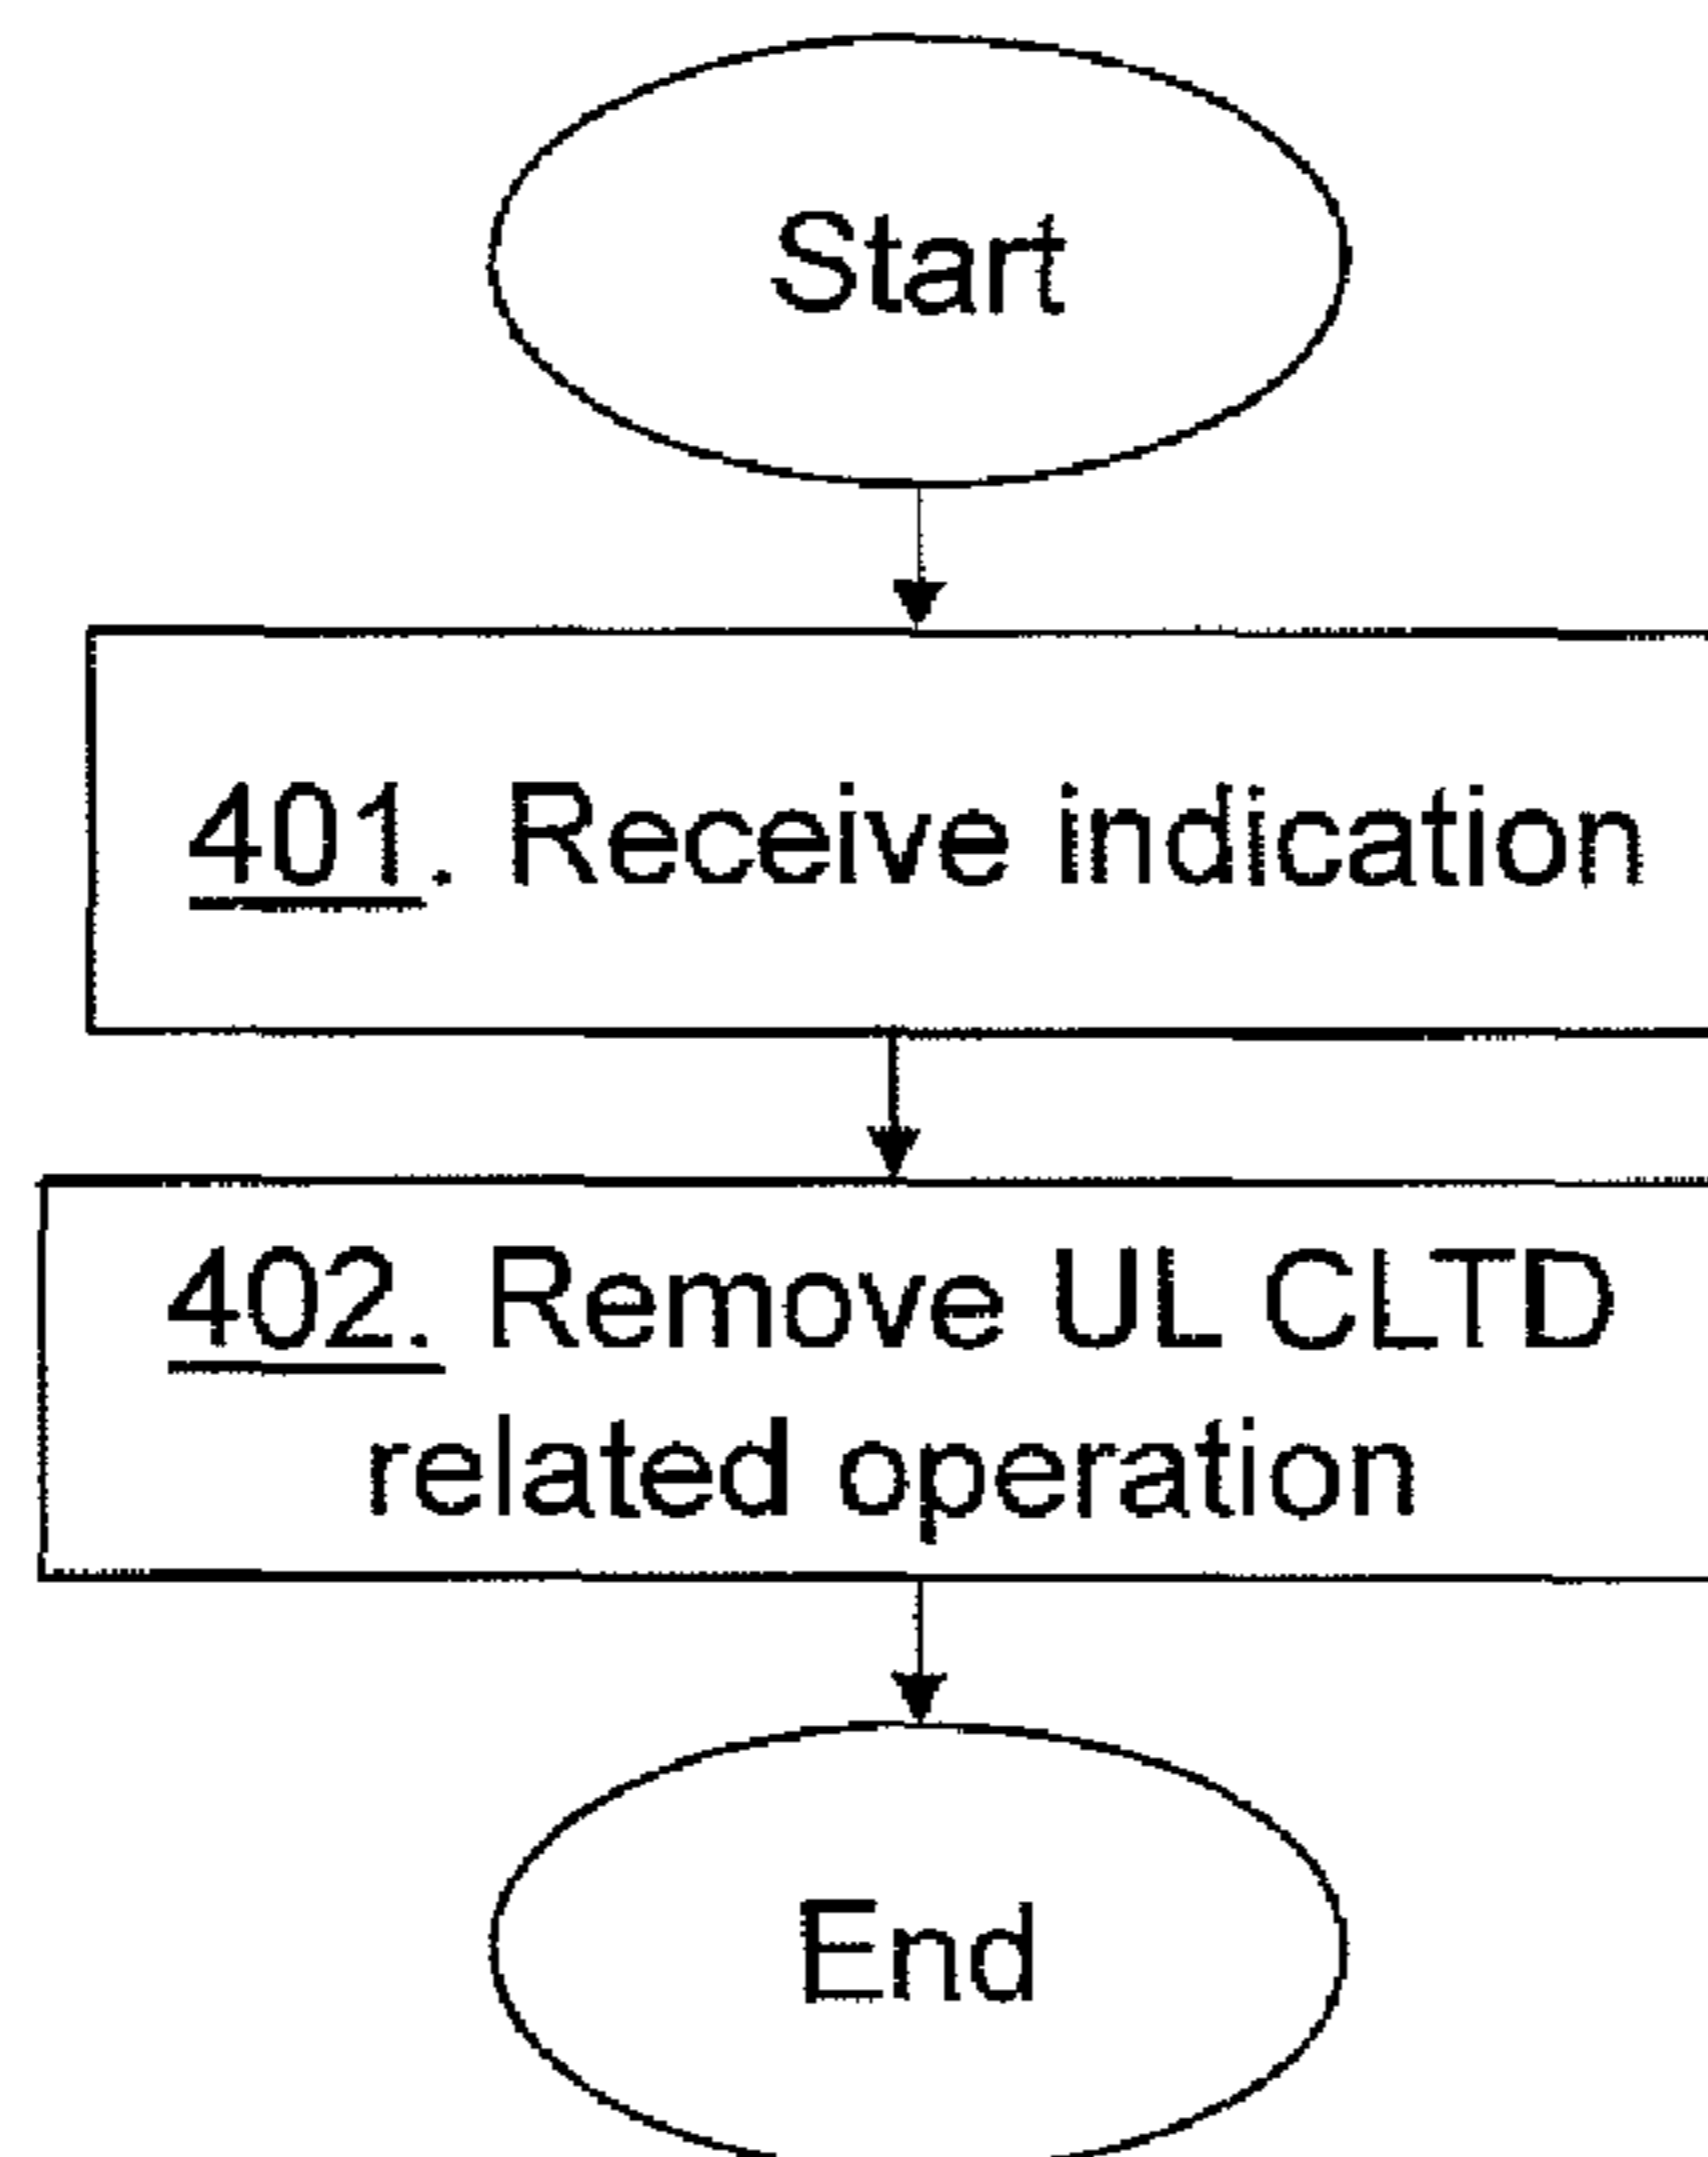 Start
401. Receive indication
402. Remove UL CLTD
related operation
End